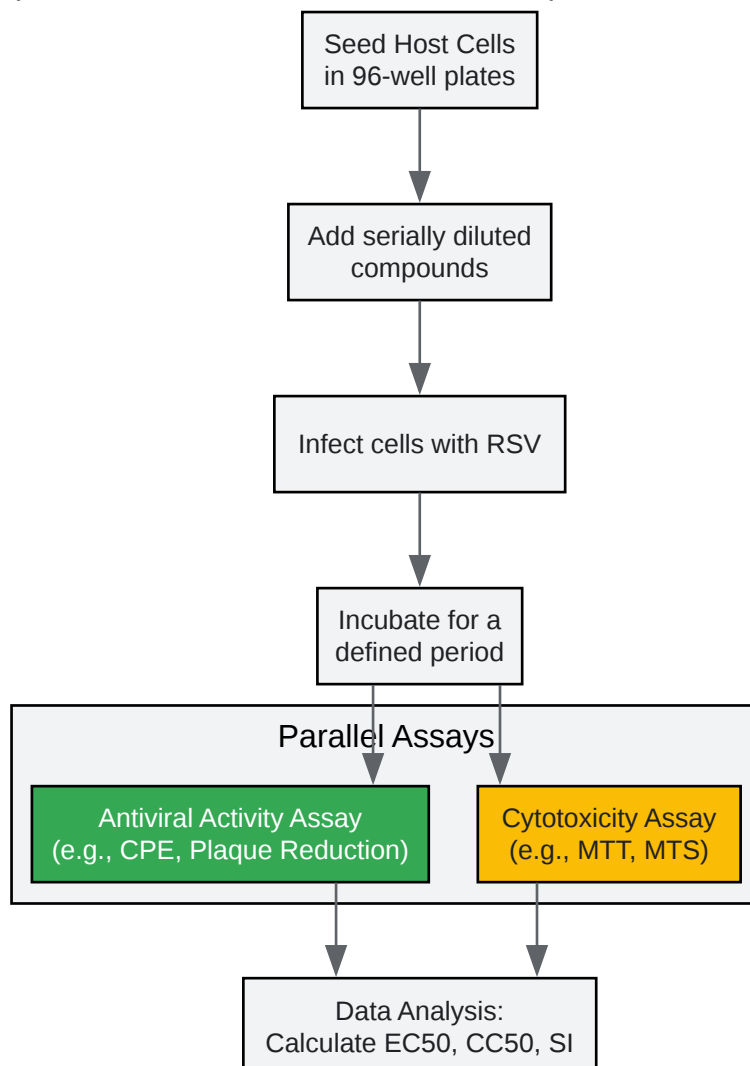 Seed Host Cells
in 96-well plates
Add serially diluted
compounds
Infect cells with RSV
Incubate for a
defined period
Parallel Assays
Antiviral Activity Assay
(e.g., CPE, Plaque Reduction)
Cytotoxicity Assay
(e.g., MTT, MTS)
Data Analysis:
Calculate EC50, CC50, SI